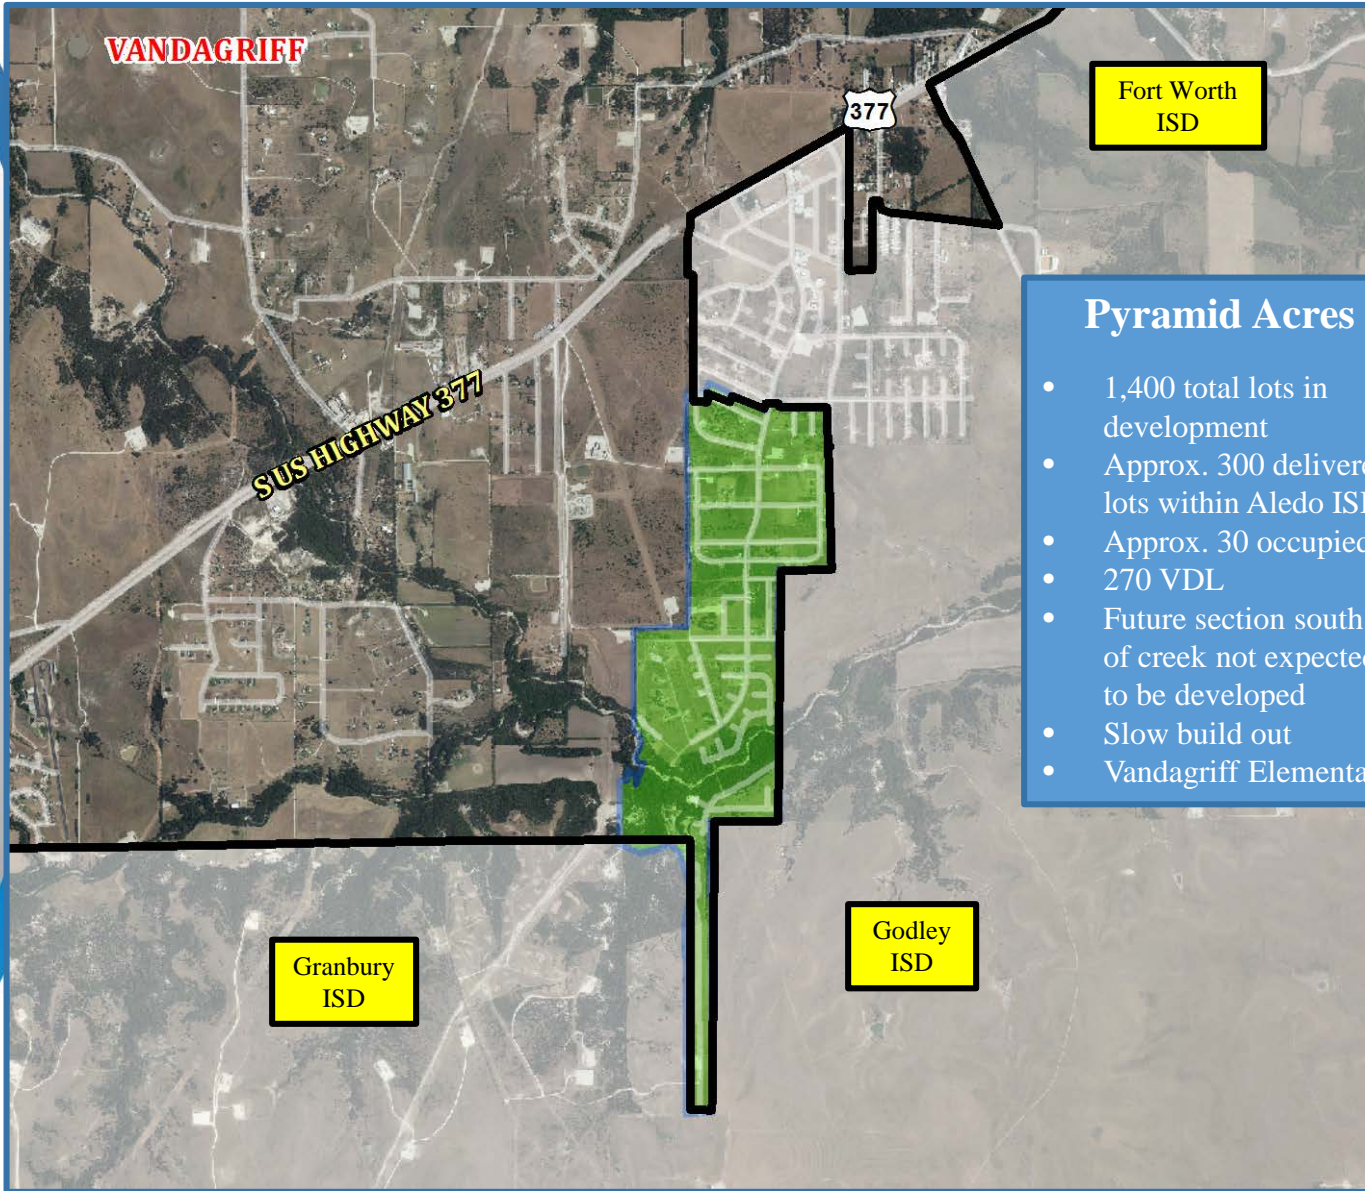 VANDAGRIFF
377
Fort Worth
ISD
S US HIGHWAY 377
Pyramid Acres
• 1,400 total lots in
development
• Approx. 300 delivere
lots within Aledo IS
• Approx. 30 occupied
• 270 VDL
• Future section south
of creek not expected
to be developed
• Slow build out
• Vandagriff Elementa
Granbury
ISD
Godley
ISD